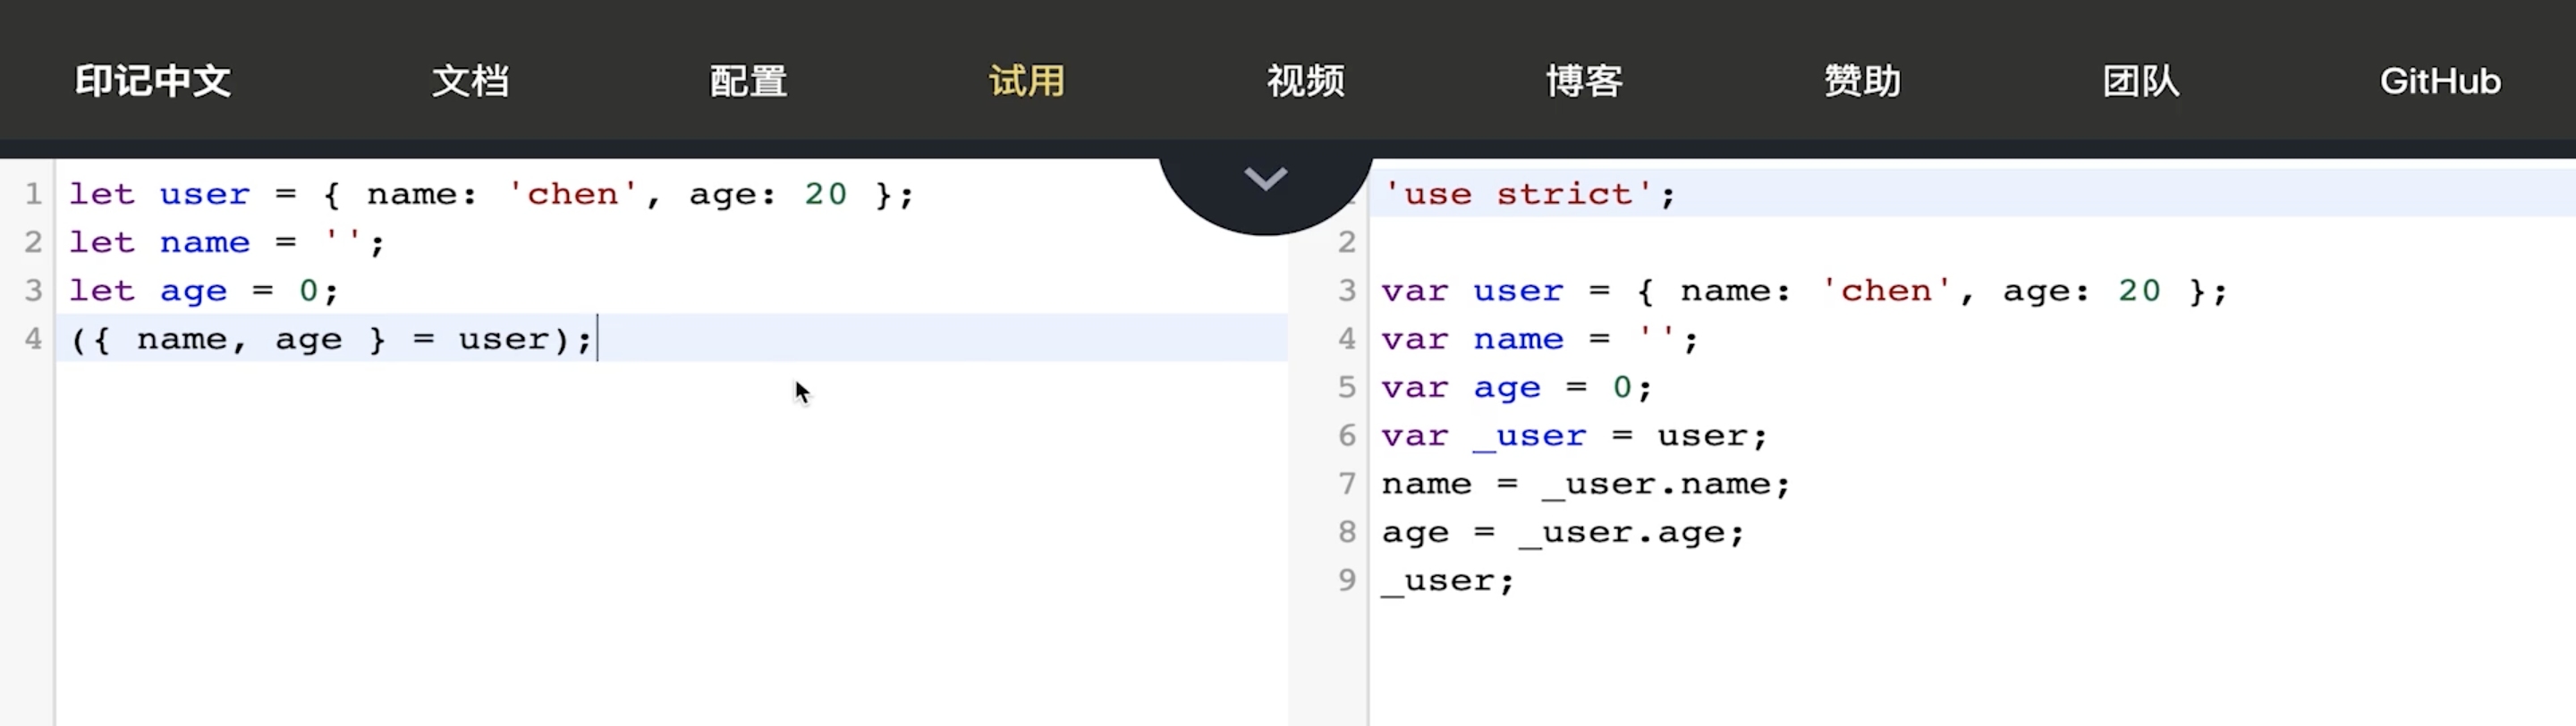 印记中文 文档 配置 试用 视频 博客 赞助 团队 GitHub
1 let user = { name: 'chen', age: 20 };
2 let name = '';
3 let age = 0;
4 ({ name, age } = user);
'use strict';
2
3 var user = { name: 'chen', age: 20 };
4 var name = '';
5 var age = 0;
6 var _user = user;
7 name = _user.name;
8 age = _user.age;
9 _user;